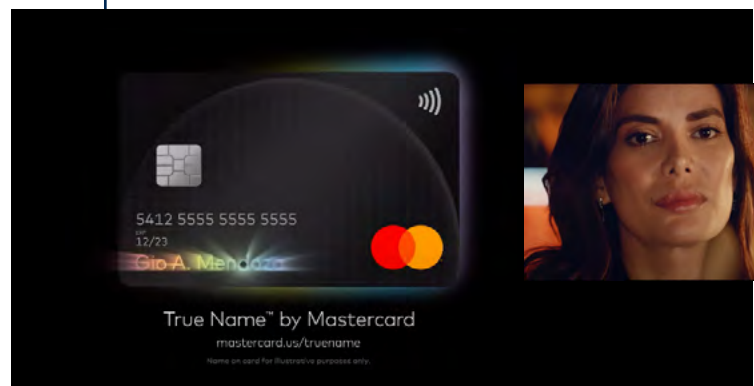 5412 5555 5555 5555
EXP
12/23
Gio A. Mendoza
True Name™ by Mastercard
mastercard.us/truename
Name on card for illustrative purposes only.